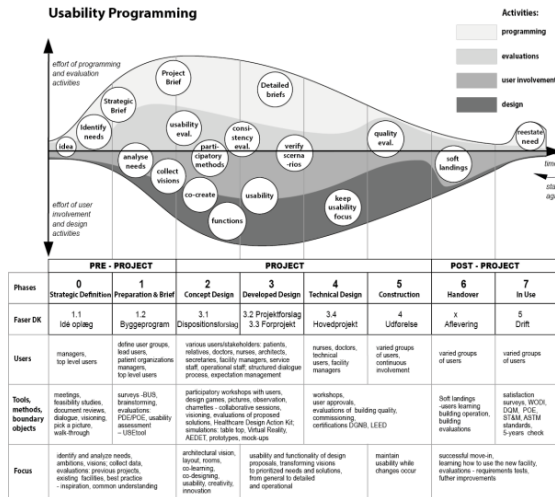 Usability Programming
Activities:
programming
evaluations
user involvement
design
effort of programming
and evaluation
activities
effort of user
involvement
and design
activities
idea
Identify
needs
Strategic
Brief
Project
Brief
Detailed
briefs
analyse
needs
collect
visions
usability
eval.
parti-
cipatory
methods
consi-
stency
eval.
verify
scerna
-rios
co-create
functions
usability
keep
usability
focus
quality
eval.
soft
landings
reestate
need
time
PRE - PROJECT
PROJECT
POST - PROJECT
Phases
0
Strategic Definition
1
Preparation & Brief
2
Concept Design
3
Developed Design
4
Technical Design
5
Construction
6
Handover
7
In Use
Faser DK
1.1
Idé oplæg
1.2
Byggeprogram
3.1
Dispositionsforslag
3.2 Projektforslag
3.3 Forprojekt
3.4
Hovedprojekt
4
Udførelse
x
Aflevering
5
Drift
Users
managers,
top level users
define user groups,
lead users,
patient organizations
managers,
top level users
various users/stakeholders: patients,
relatives, doctors, nurses, architects,
secretaries, facility managers, service
staff, operational staff; structured dialogue
process, expectation management
nurses, doctors,
technical
users, facility
managers
varied groups of
users,
continuous
involvement
varied groups of
users
varied groups of
users
Tools,
methods,
boundary
objects
meetings,
feasibility studies,
document reviews,
dialogue, visioning,
pick a picture,
walk-through
surveys -BUS,
brainstorming,
evaluations:
PDE/POE, usability
assessment
– UBEtool
participatory workshops with users,
design games, pictures, observation,
charrettes - collaborative sessions,
visioning, evaluations of proposed
solutions, Healthcare Design Action Kit;
simulations: table top, Virtual Reality,
AEDET, prototypes, mock-ups
workshops,
user approvals,
evaluations of building quality,
commissioning,
certifications DGNB, LEED
Soft landings
-users learning
building operation,
building
evaluations
satisfaction
surveys, WODI,
DQM, POE,
ST&M, ASTM
standards,
5-years check
Focus
identify and analyze needs,
ambitions, visions; collect data,
evaluations: previous projects,
existing facilities, best practice
- inspiration, common understanding
architectural vision,
layout, rooms,
co-learning,
co-designing,
usability, creativity,
innovation
usability and functionality of design
proposals, transforming visions
to prioritized needs and solutions,
from general to detailed
and operational
maintain
usability while
changes occur
successful move-in,
learning how to use the new facility,
evaluations - requirements tests,
futher improvements